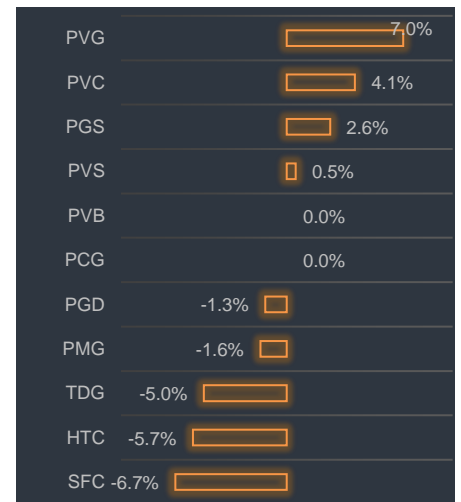 PVG 7.0%
PVC 4.1%
PGS 2.6%
PVS 0.5%
PVB 0.0%
PCG 0.0%
PGD -1.3%
PMG -1.6%
TDG -5.0%
HTC -5.7%
SFC -6.7%